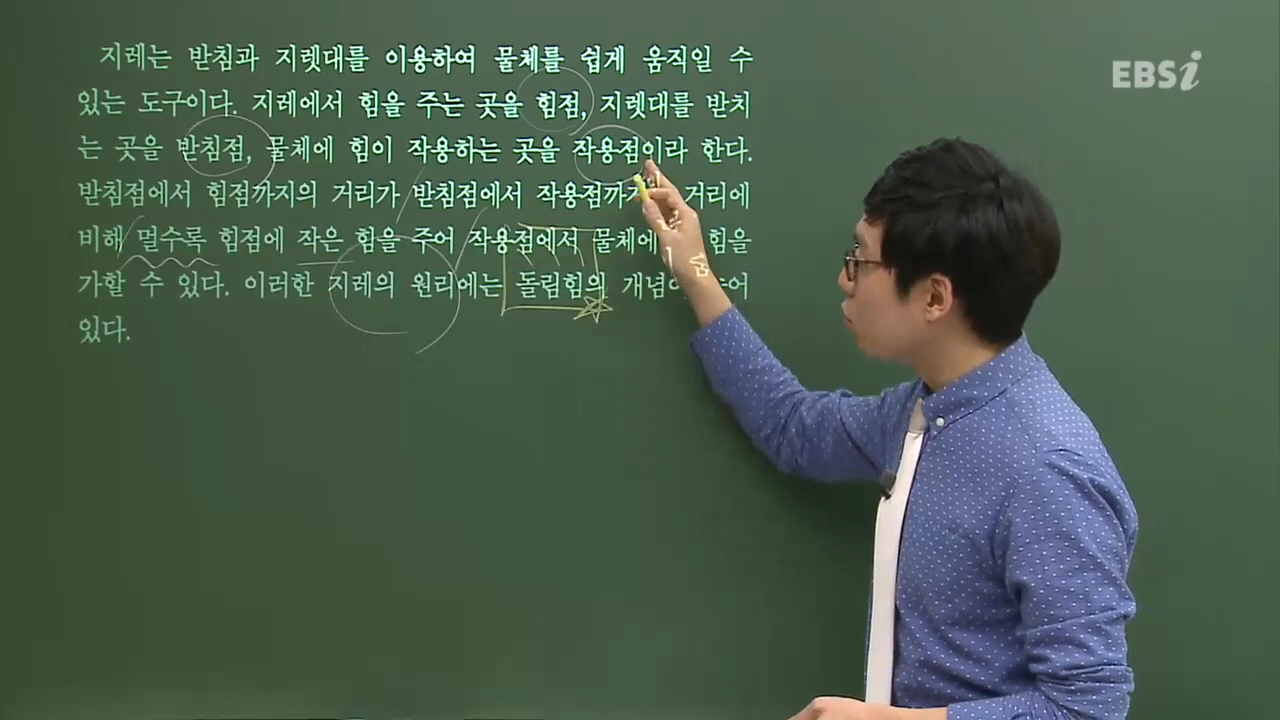 지레는 받침과 지렛대를 이용하여 물체를 쉽게 움직일 수
있는 도구이다. 지레에서 힘을 주는 곳을 힘점, 지렛대를 받치
는 곳을 받침점, 물체에 힘이 작용하는 곳을 작용점이라 한다.
받침점에서 힘점까지의 거리가 받침점에서 작용점까지 거리에
비해 멀수록 힘점에 작은 힘을 주어 작용점에서 물체에 힘을
가할 수 있다. 이러한 지레의 원리에는 돌림힘의 개념이
있다.
EBSi